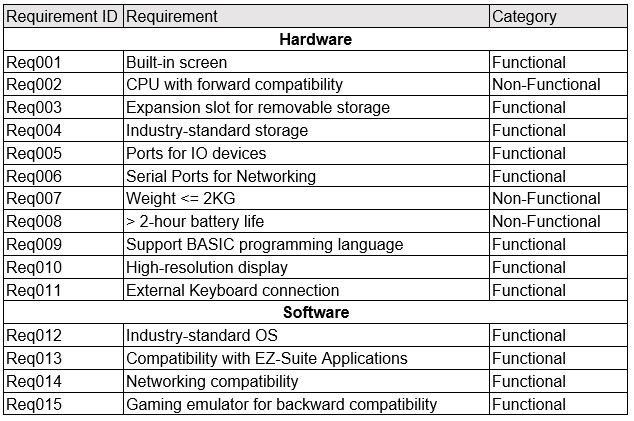 Requirement ID Requirement Category
Hardware
Req001 Built-in screen Functional
Req002 CPU with forward compatibility Non-Functional
Req003 Expansion slot for removable storage Functional
Req004 Industry-standard storage Functional
Req005 Ports for IO devices Functional
Req006 Serial Ports for Networking Functional
Req007 Weight <= 2KG Non-Functional
Req008 > 2-hour battery life Non-Functional
Req009 Support BASIC programming language Functional
Req010 High-resolution display Functional
Req011 External Keyboard connection Functional
Software
Req012 Industry-standard OS Functional
Req013 Compatibility with EZ-Suite Applications Functional
Req014 Networking compatibility Functional
Req015 Gaming emulator for backward compatibility Functional